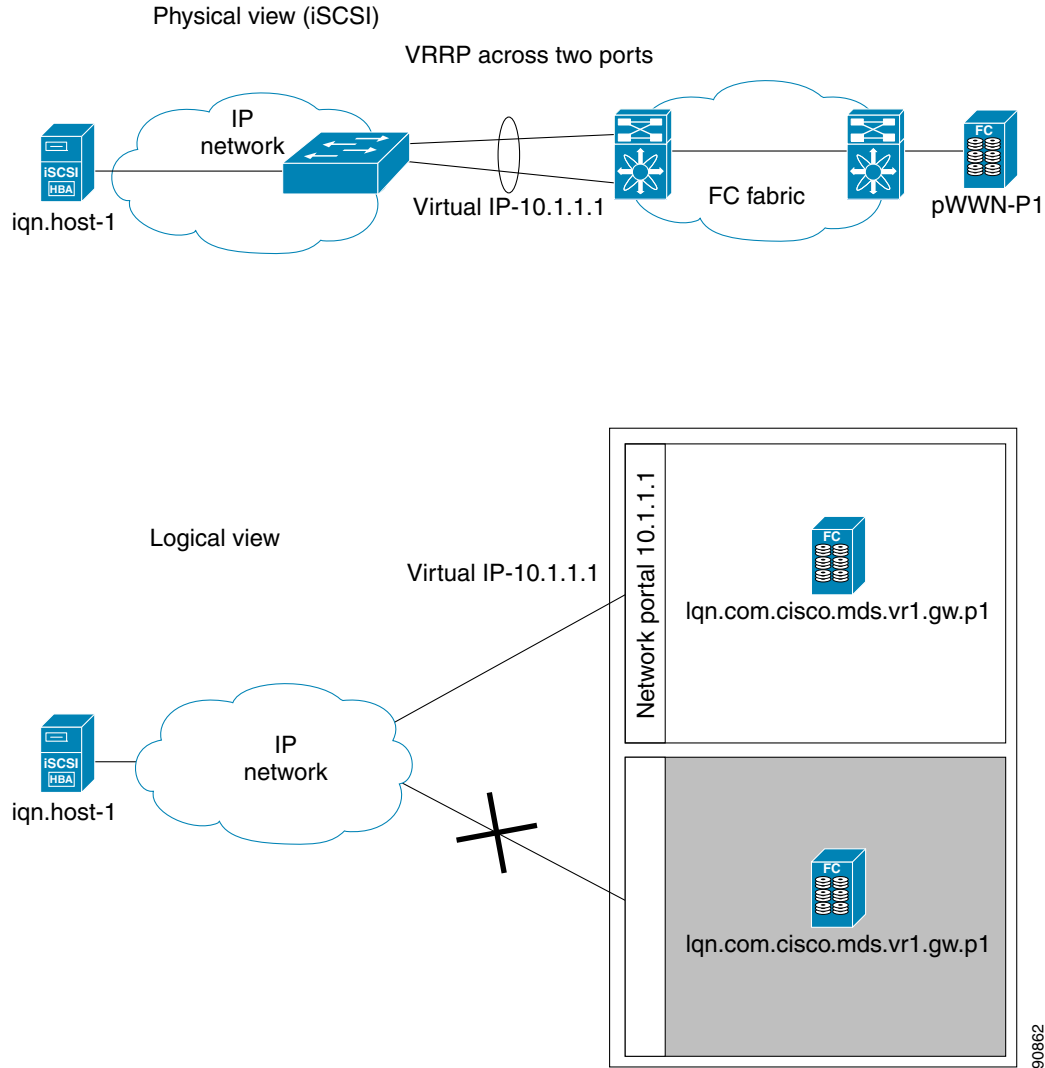 Physical view (iSCSI)
VRRP across two ports
IP
network
iSCSI
HBA
iqn.host-1
Virtual IP-10.1.1.1
FC fabric
FC
pWWN-P1
Logical view
Virtual IP-10.1.1.1
Network portal 10.1.1.1
FC
lqn.com.cisco.mds.vr1.gw.p1
iSCSI
HBA
iqn.host-1
IP
network
FC
lqn.com.cisco.mds.vr1.gw.p1
90862